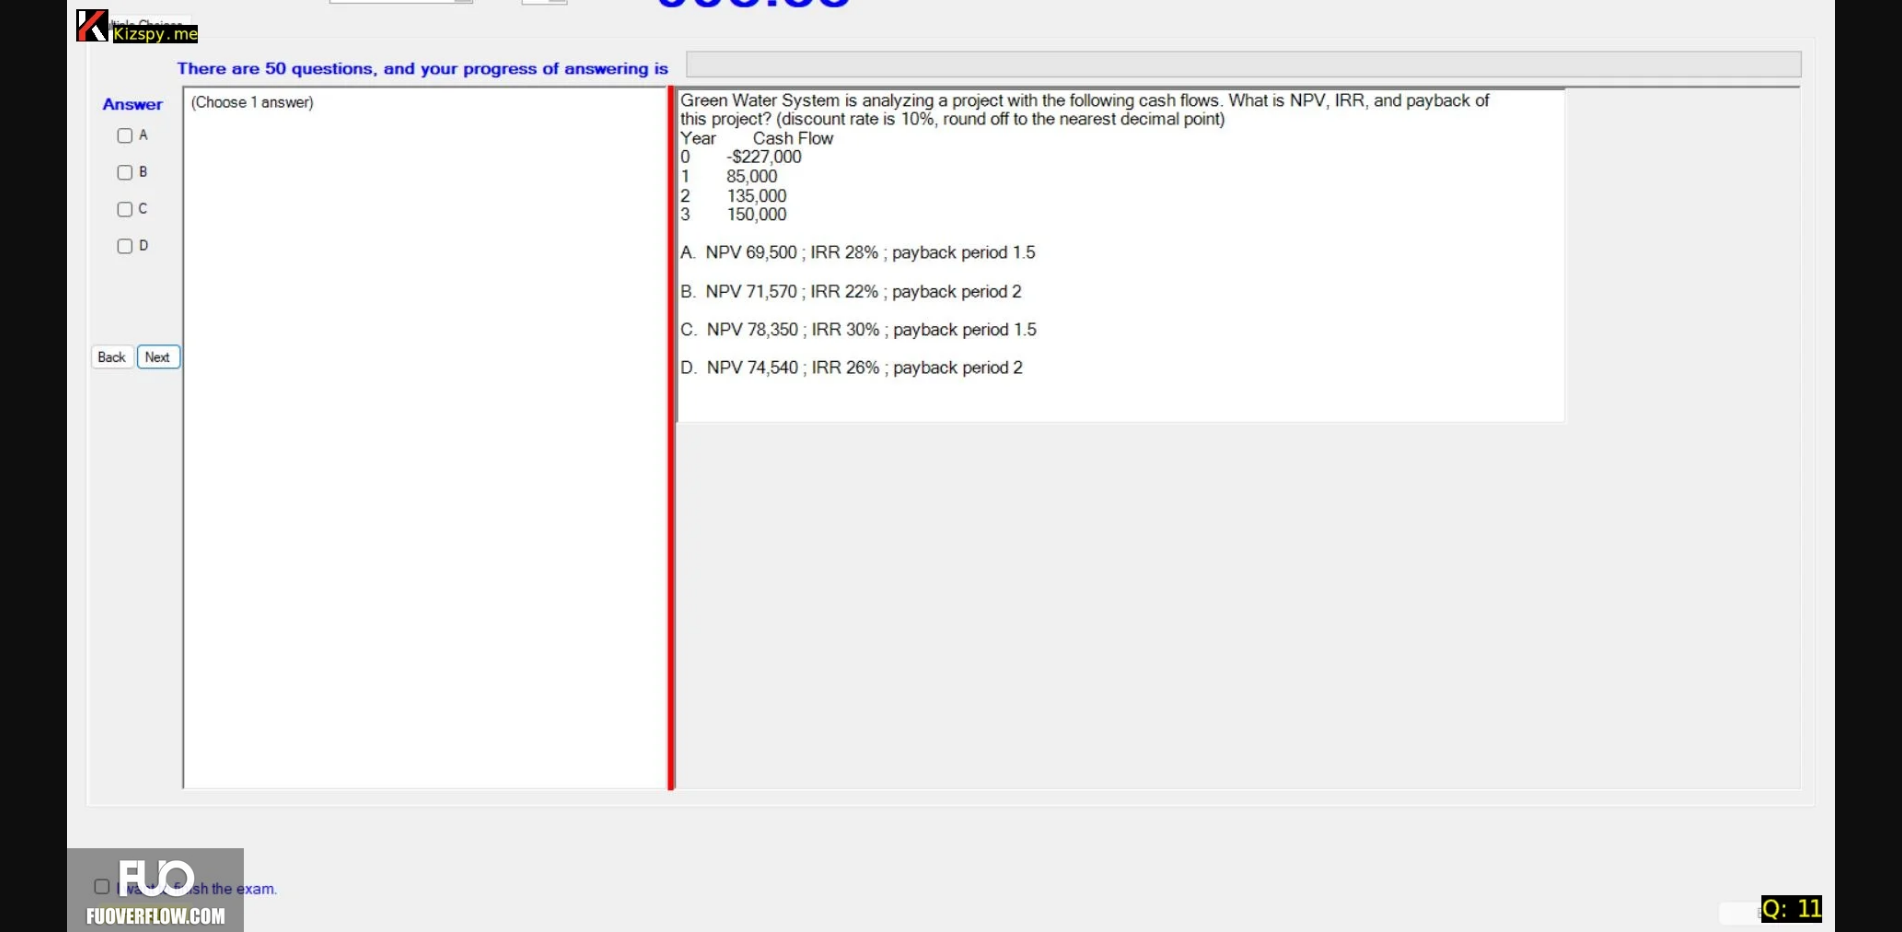 Kizspy.me
There are 50 questions, and your progress of answering is
Answer
(Choose 1 answer)
A
B
C
D
Back
Next
Green Water System is analyzing a project with the following cash flows. What is NPV, IRR, and payback of
this project? (discount rate is 10%, round off to the nearest decimal point)
Year Cash Flow
0 -$227,000
1 85,000
2 135,000
3 150,000
A. NPV 69,500 ; IRR 28% ; payback period 1.5
B. NPV 71,570 ; IRR 22% ; payback period 2
C. NPV 78,350 ; IRR 30% ; payback period 1.5
D. NPV 74,540 ; IRR 26% ; payback period 2
FUO
the exam.
FUOVERFLOW.COM
Q: 11